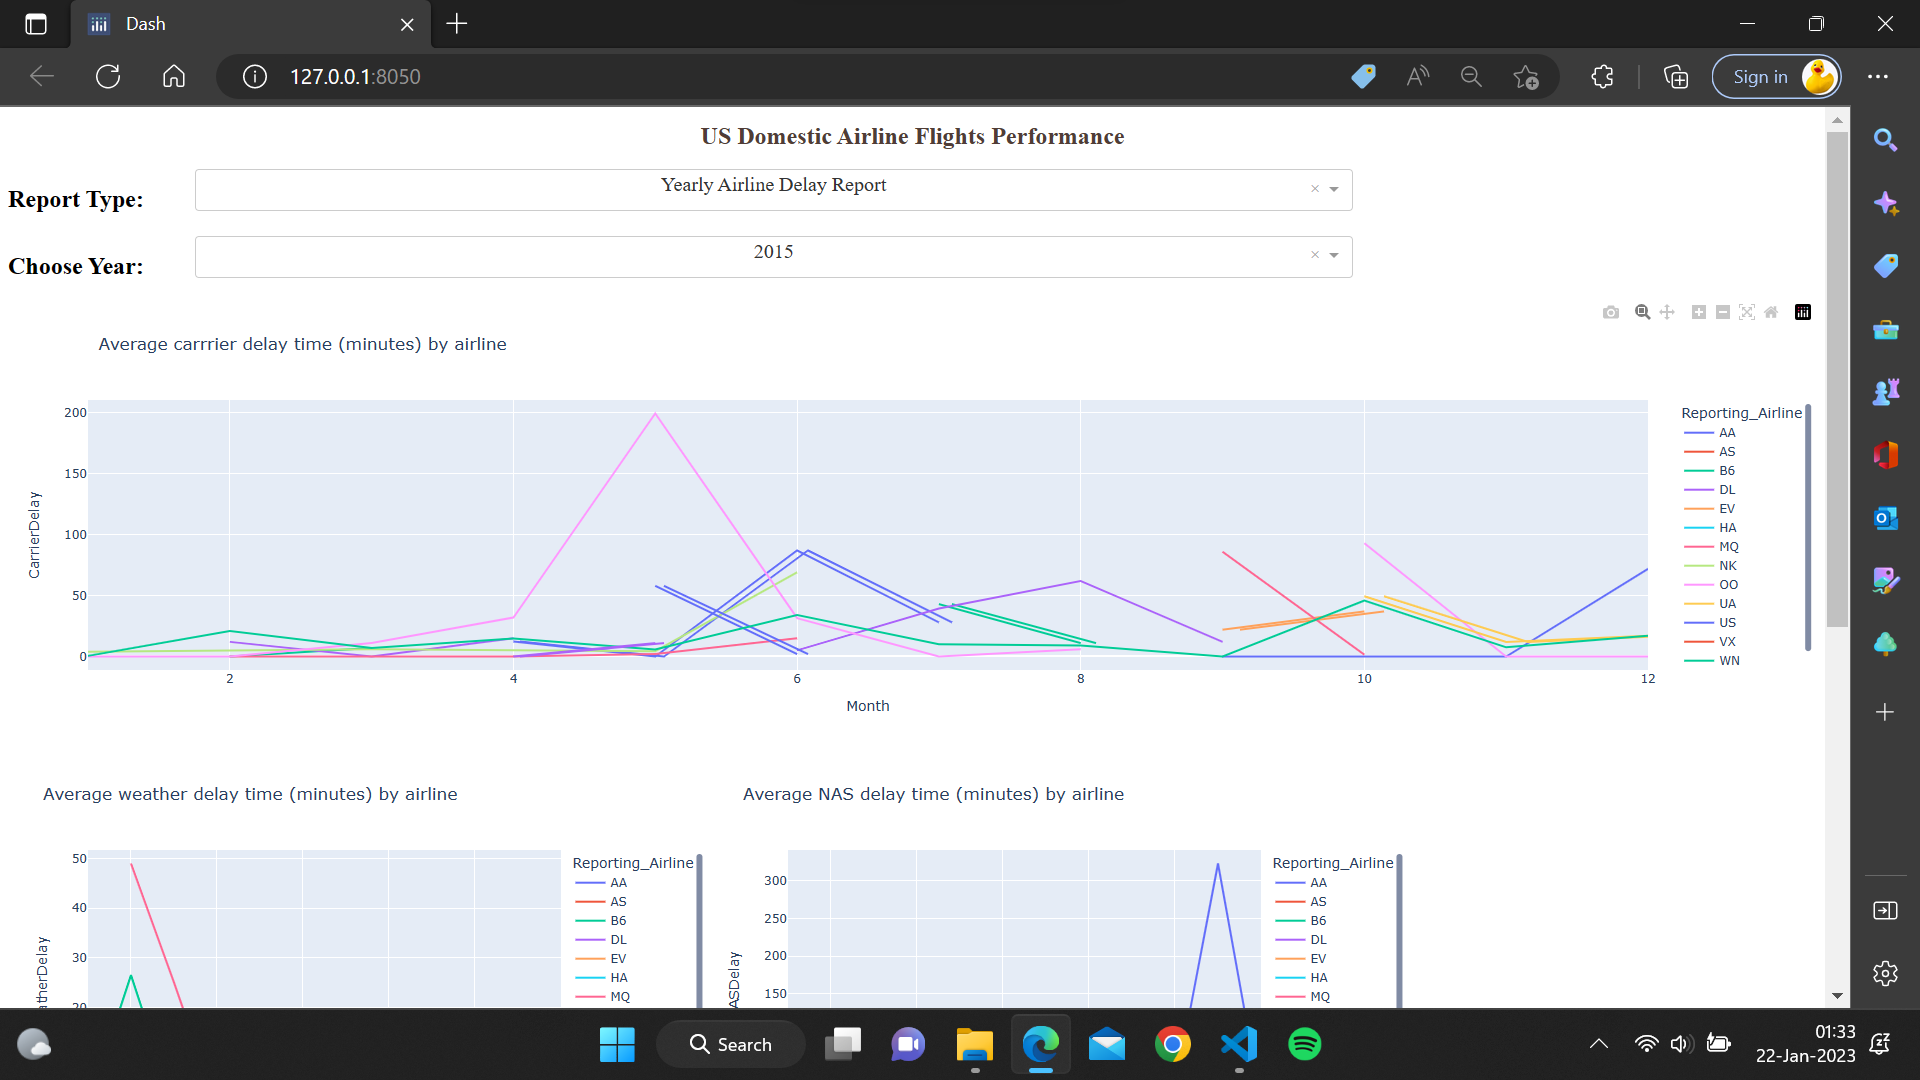 Dash
127.0.0.1:8050
Sign in
US Domestic Airline Flights Performance
Report Type:
Yearly Airline Delay Report
Choose Year:
2015
Average carrrier delay time (minutes) by airline
200
150
100
50
0
CarrierDelay
2
4
6
8
10
12
Month
Reporting_Airline
AA
AS
B6
DL
EV
HA
MQ
NK
OO
UA
US
VX
WN
Average weather delay time (minutes) by airline
50
40
30
20
atherDelay
Reporting_Airline
AA
AS
B6
DL
EV
HA
MQ
Average NAS delay time (minutes) by airline
300
250
200
150
ASDelay
Reporting_Airline
AA
AS
B6
DL
EV
HA
MQ
Search
01:33
22-Jan-2023